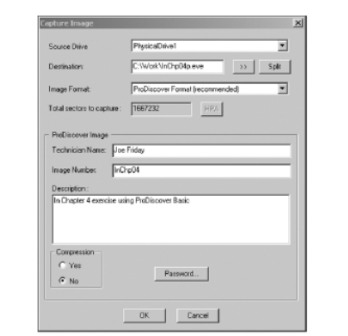 Capture Image
Source Drive
PhysicalDrive1
Destination:
C:\Work\InChp04p.eve
>>
Split
Image Format:
ProDiscover Format (recommended)
Total sectors to capture:
1667232
HPA
ProDiscover Image
Technician Name:
Joe Friday
Image Number:
InChp04
Description:
In Chapter 4 exercise using ProDiscover Basic
Compression
Yes
No
Password...
OK
Cancel